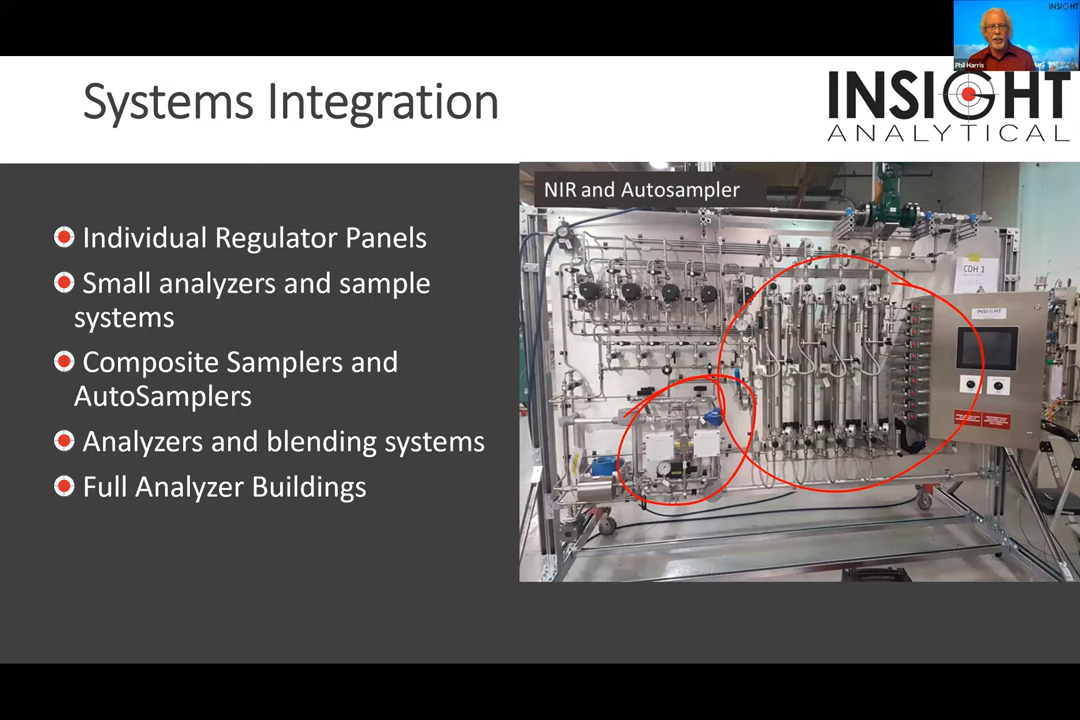 INSIGHT
Phil Harris
Systems Integration
INSIGHT
ANALYTICAL
NIR and Autosampler
Individual Regulator Panels
Small analyzers and sample
systems
Composite Samplers and
AutoSamplers
Analyzers and blending systems
Full Analyzer Buildings
CDH 1
INSIGHT